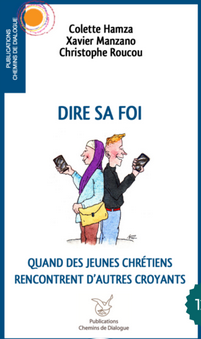 PUBLICATIONS
CHEMINS DE DIALOGUE
Colette Hamza
Xavier Manzano
Christophe Roucou
DIRE SA FOI
QUAND DES JEUNES CHRÉTIENS
RENCONTRENT D'AUTRES CROYANTS
1
Publications
Chemins de Dialogue